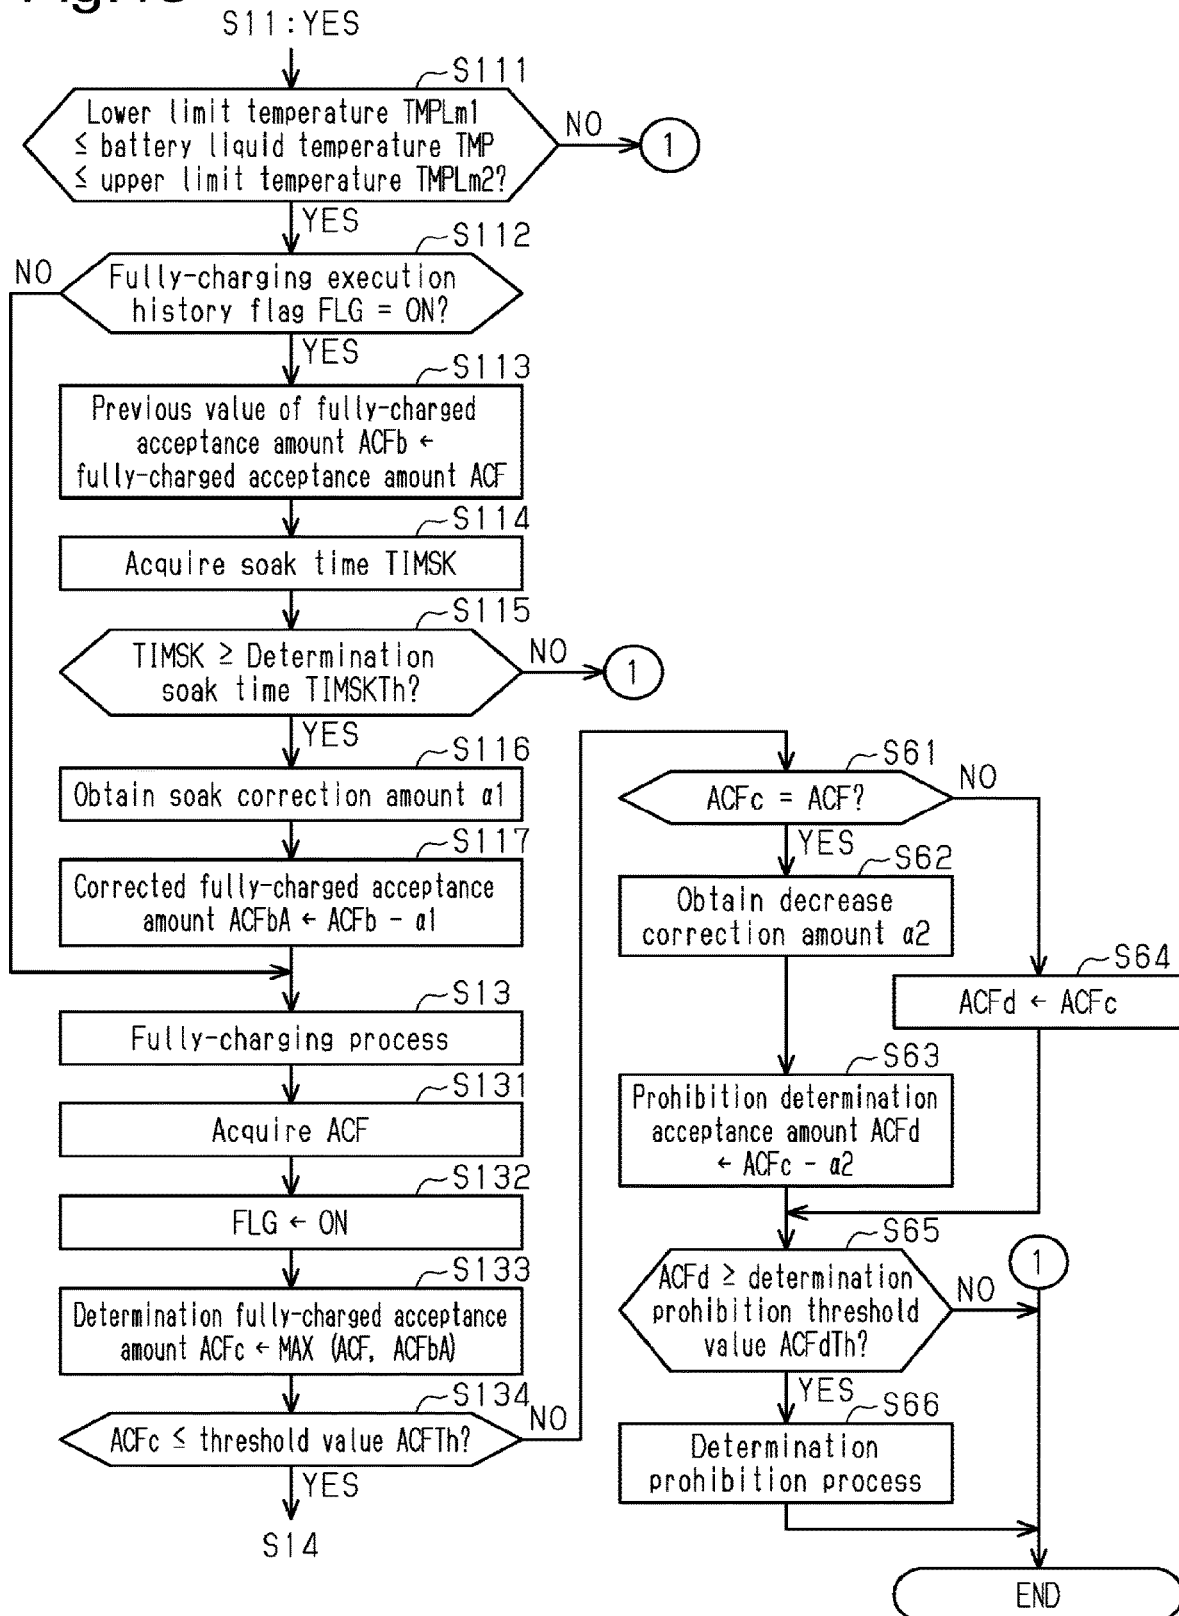 S11:YES
S111
Lower limit temperature TMPLm1
≤ battery liquid temperature TMP
≤ upper limit temperature TMPLm2?
NO
1
YES
S112
NO
Fully-charging execution
history flag FLG = ON?
YES
S113
Previous value of fully-charged
acceptance amount ACFb ←
fully-charged acceptance amount ACF
S114
Acquire soak time TIMSK
S115
TIMSK ≥ Determination
soak time TIMSKTh?
NO
1
YES
S116
Obtain soak correction amount α1
S117
Corrected fully-charged acceptance
amount ACFbA ← ACFb - α1
S13
Fully-charging process
S131
Acquire ACF
S132
FLG ← ON
S133
Determination fully-charged acceptance
amount ACFc ← MAX (ACF, ACFbA)
S134
ACFc ≤ threshold value ACFTh?
NO
YES
S14
S61
ACFc = ACF?
NO
YES
S62
Obtain decrease
correction amount α2
S64
ACFd ← ACFc
S63
Prohibition determination
acceptance amount ACFd
← ACFc - α2
S65
ACFd ≥ determination
prohibition threshold
value ACFdTh?
NO
1
YES
S66
Determination
prohibition process
END